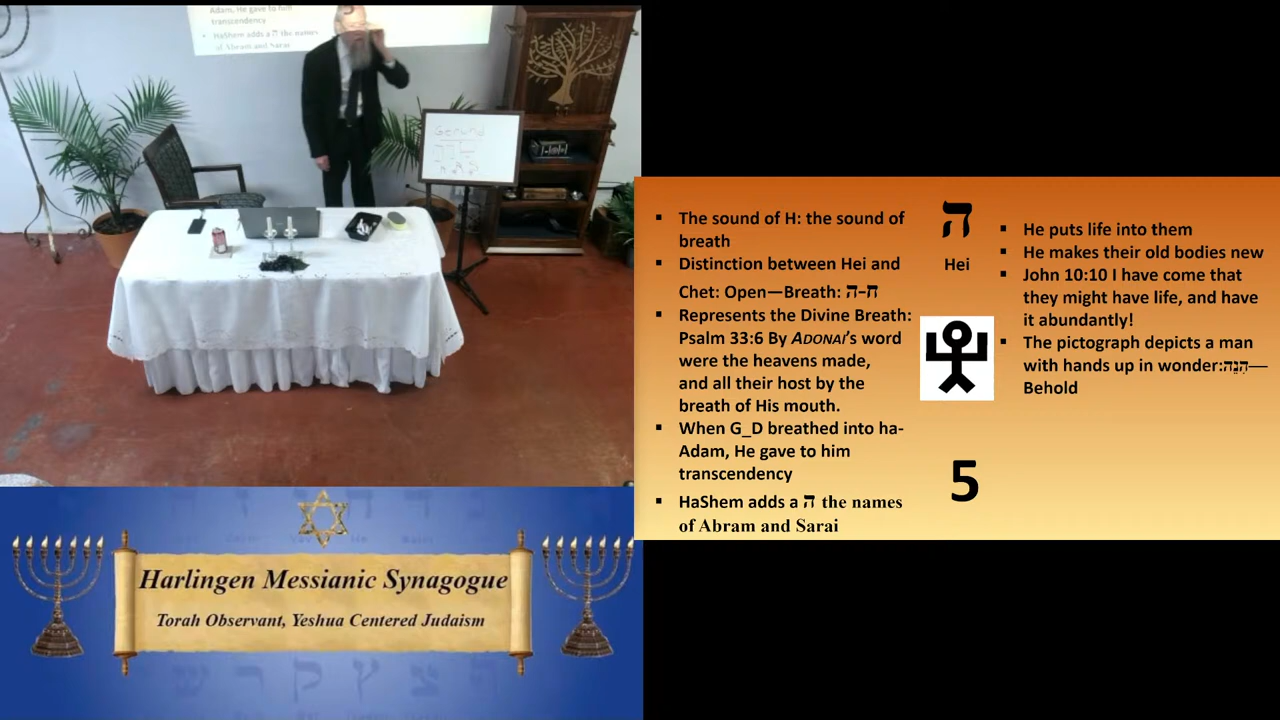 Adam, He gave to him
transcendency
HaShem adds a ה the names
of Abram and Sarai
Gerund
▪ The sound of H: the sound of
breath
▪ Distinction between Hei and
Chet: Open—Breath: ה-ח
▪ Represents the Divine Breath:
Psalm 33:6 By ADONAI's word
were the heavens made,
and all their host by the
breath of His mouth.
▪ When G_D breathed into ha-
Adam, He gave to him
transcendency
▪ HaShem adds a ה the names
of Abram and Sarai
ה
Hei
5
▪ He puts life into them
▪ He makes their old bodies new
▪ John 10:10 I have come that
they might have life, and have
it abundantly!
▪ The pictograph depicts a man
with hands up in wonder:הִנֵּה—
Behold
Harlingen Messianic Synagogue
Torah Observant, Yeshua Centered Judaism